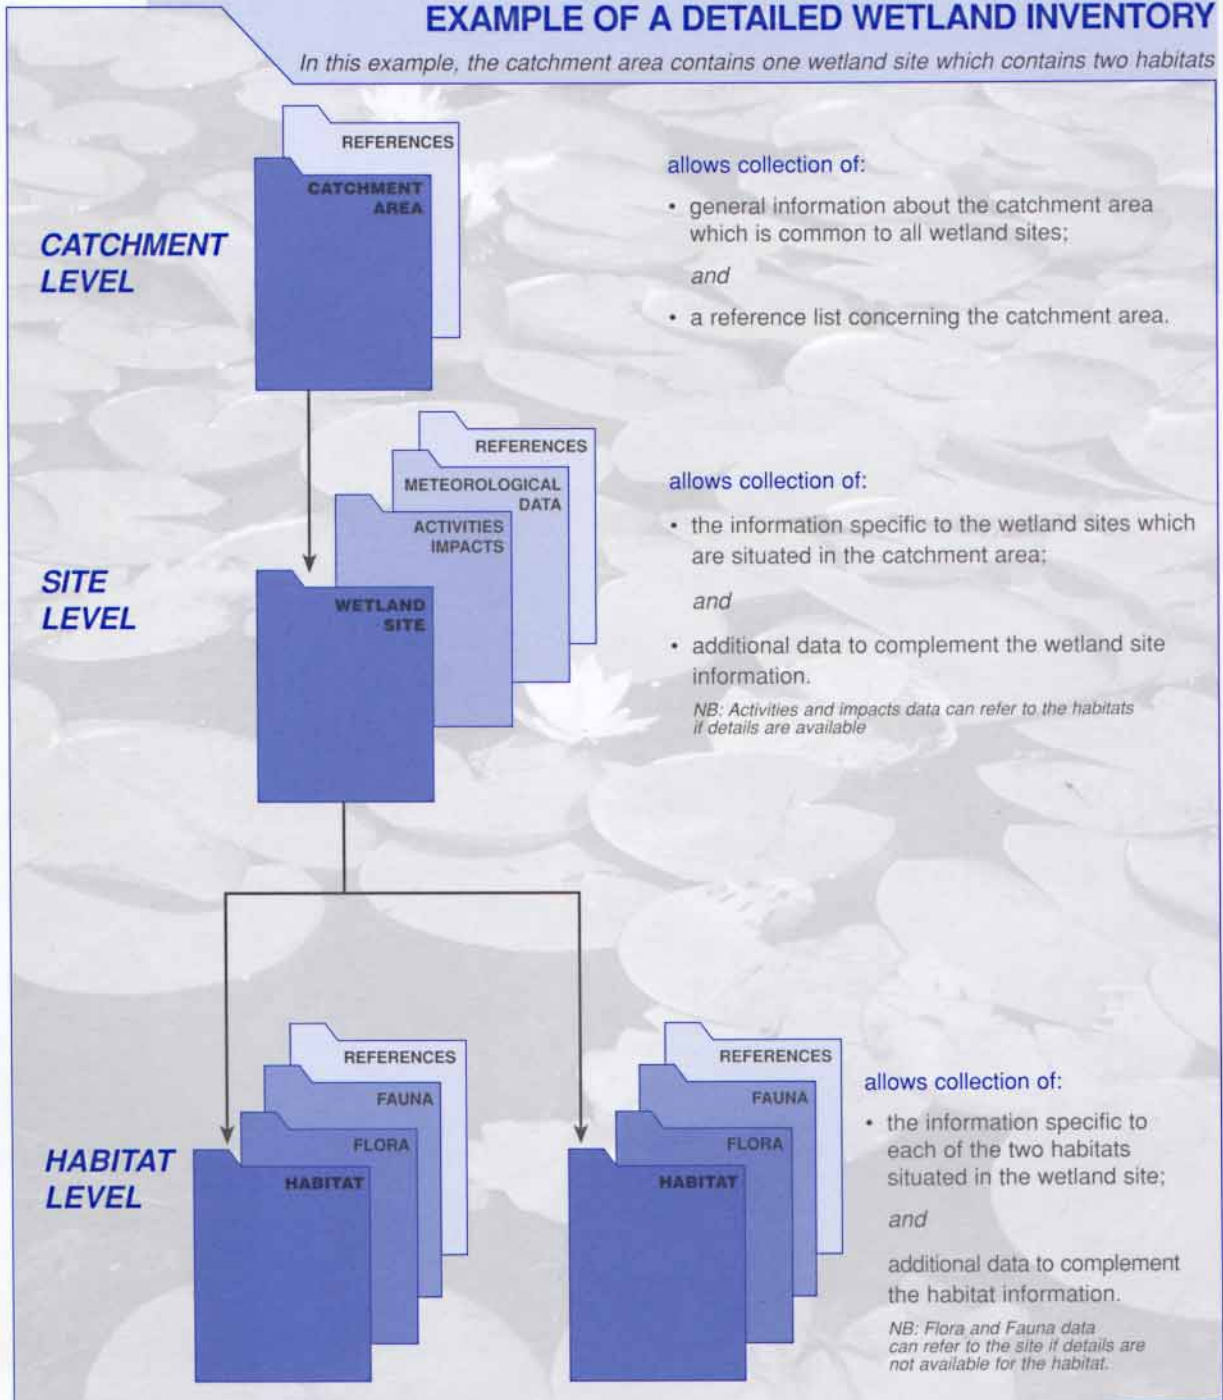 EXAMPLE OF A DETAILED WETLAND INVENTORY
In this example, the catchment area contains one wetland site which contains two habitats
CATCHMENT
LEVEL
REFERENCES
CATCHMENT
AREA
allows collection of:
• general information about the catchment area
which is common to all wetland sites;
and
• a reference list concerning the catchment area.
SITE
LEVEL
REFERENCES
METEOROLOGICAL
DATA
ACTIVITIES
IMPACTS
WETLAND
SITE
allows collection of:
• the information specific to the wetland sites which
are situated in the catchment area;
and
• additional data to complement the wetland site
information.
NB: Activities and impacts data can refer to the habitats
if details are available
HABITAT
LEVEL
REFERENCES
FAUNA
FLORA
HABITAT
REFERENCES
FAUNA
FLORA
HABITAT
allows collection of:
• the information specific to
each of the two habitats
situated in the wetland site;
and
additional data to complement
the habitat information.
NB: Flora and Fauna data
can refer to the site if details are
not available for the habitat.